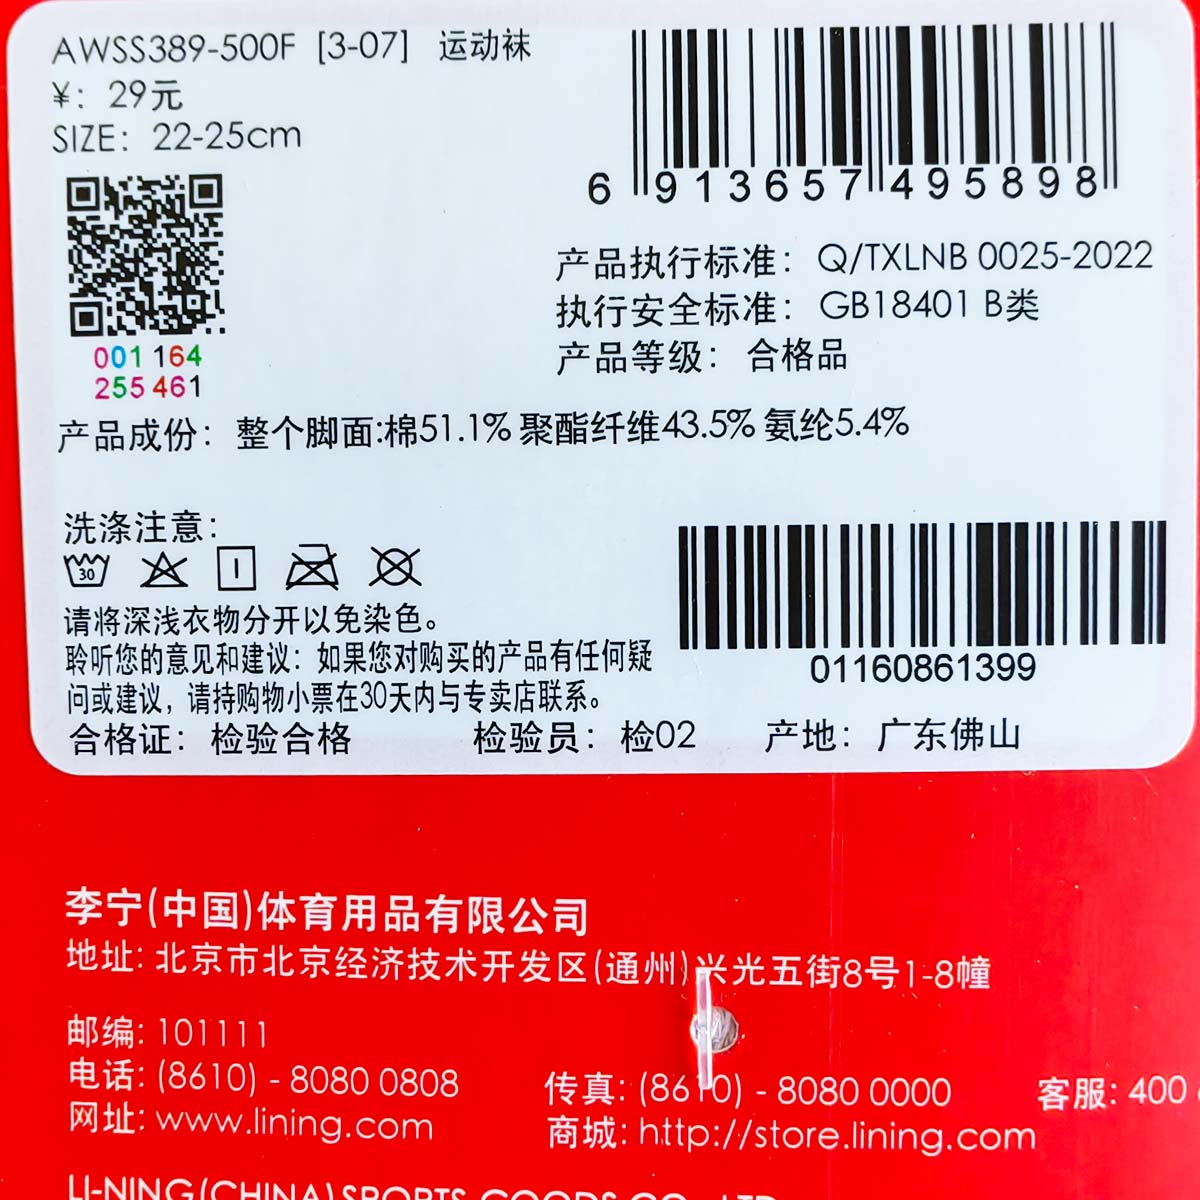 AWSS389-500F [3-07] 运动袜
¥: 29元
SIZE: 22-25cm
6 913657 495898
001 164
255 461
产品执行标准: Q/TXLNB 0025-2022
执行安全标准: GB18401 B类
产品等级: 合格品
产品成份: 整个脚面:棉51.1% 聚酯纤维43.5% 氨纶5.4%
洗涤注意:
30
请将深浅衣物分开以免染色。
聆听您的意见和建议: 如果您对购买的产品有任何疑
问或建议, 请持购物小票在30天内与专卖店联系。
01160861399
合格证: 检验合格 检验员: 检02 产地: 广东佛山
李宁(中国)体育用品有限公司
地址: 北京市北京经济技术开发区(通州)兴光五街8号1-8幢
邮编: 101111
电话: (8610) - 8080 0808 传真: (8610) - 8080 0000 客服: 400
网址: www.lining.com 商城: http://store.lining.com
LI-NING(CHINA) SPORTS GOODS CO., LTD